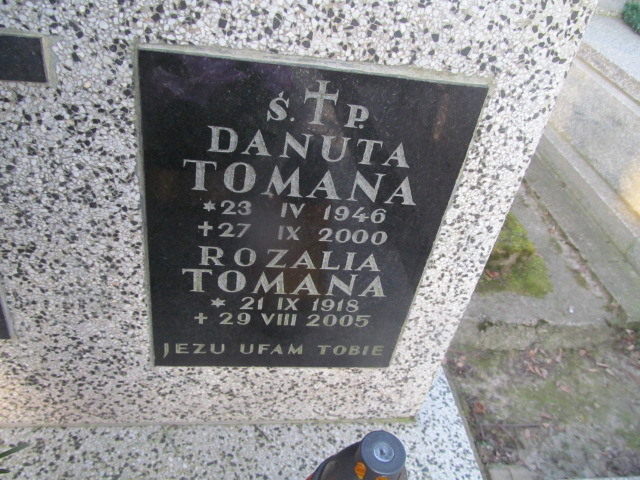 Ś. † P.
DANUTA
TOMANA
* 23 IV 1946
+ 27 IX 2000
ROZALIA
TOMANA
* 21 IX 1918
+ 29 VIII 2005
JEZU UFAM TOBIE